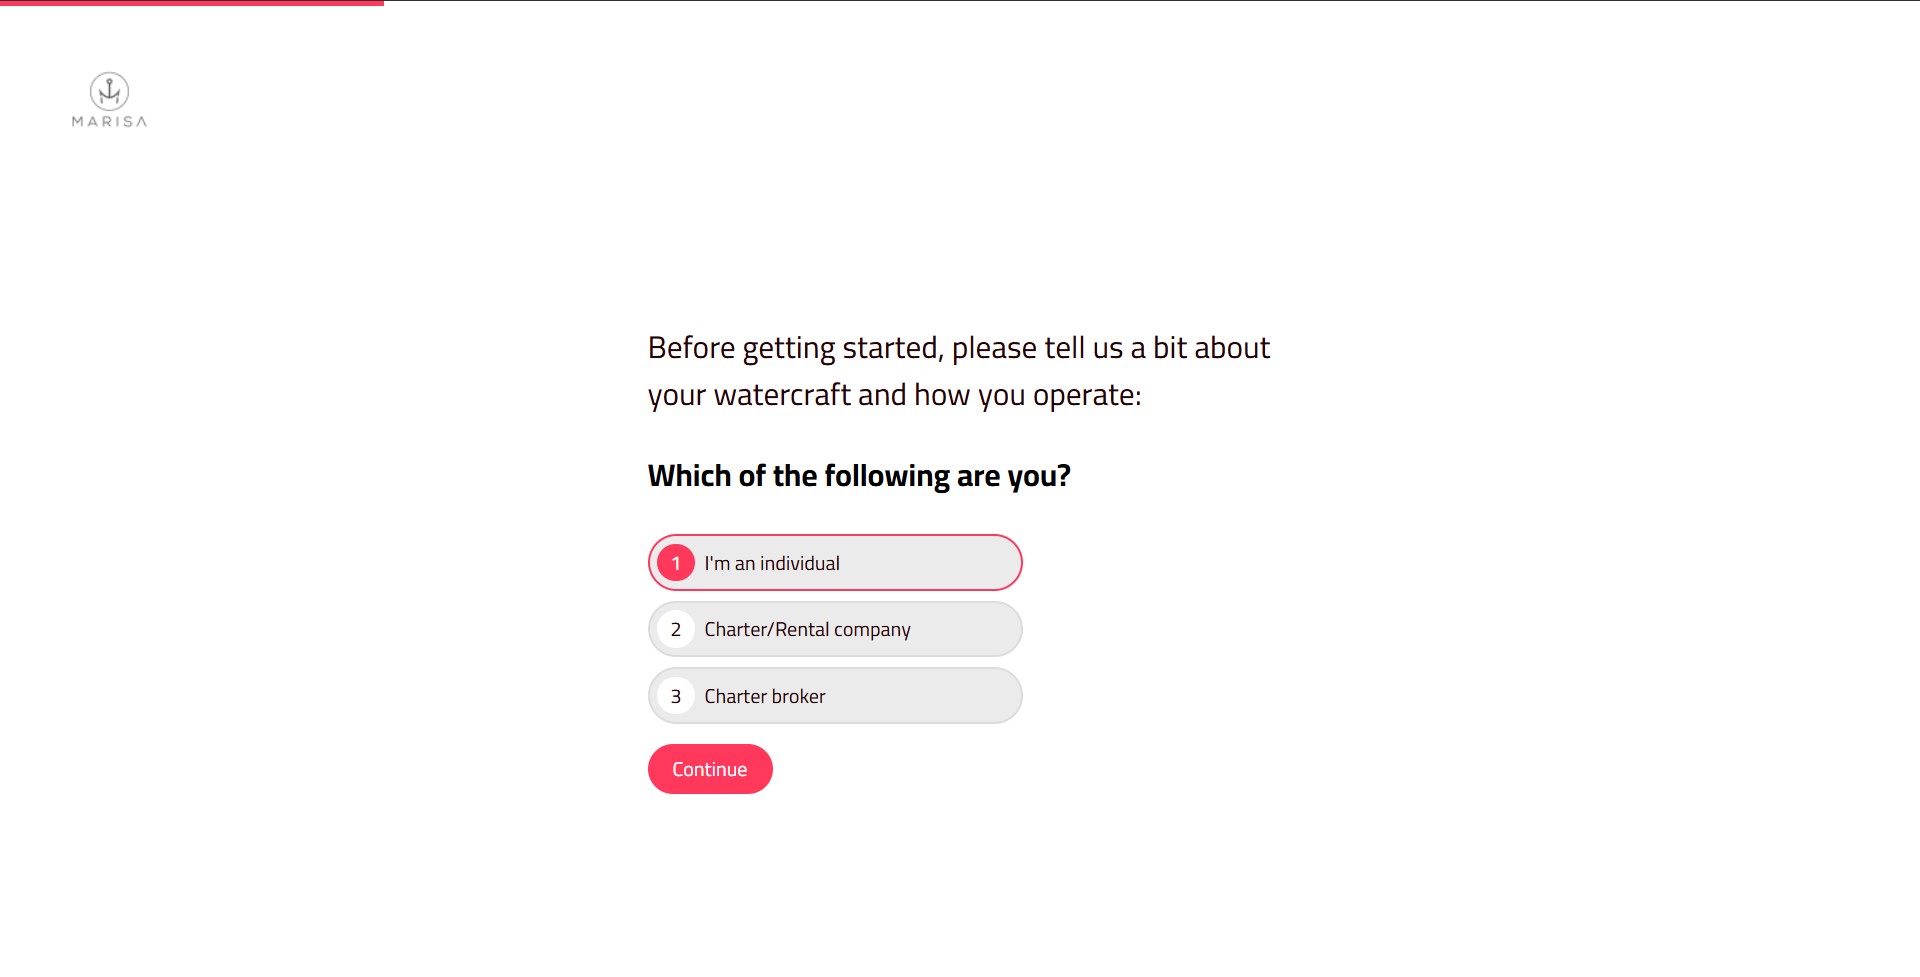 MARISA
Before getting started, please tell us a bit about
your watercraft and how you operate:
Which of the following are you?
1 I'm an individual
2 Charter/Rental company
3 Charter broker
Continue